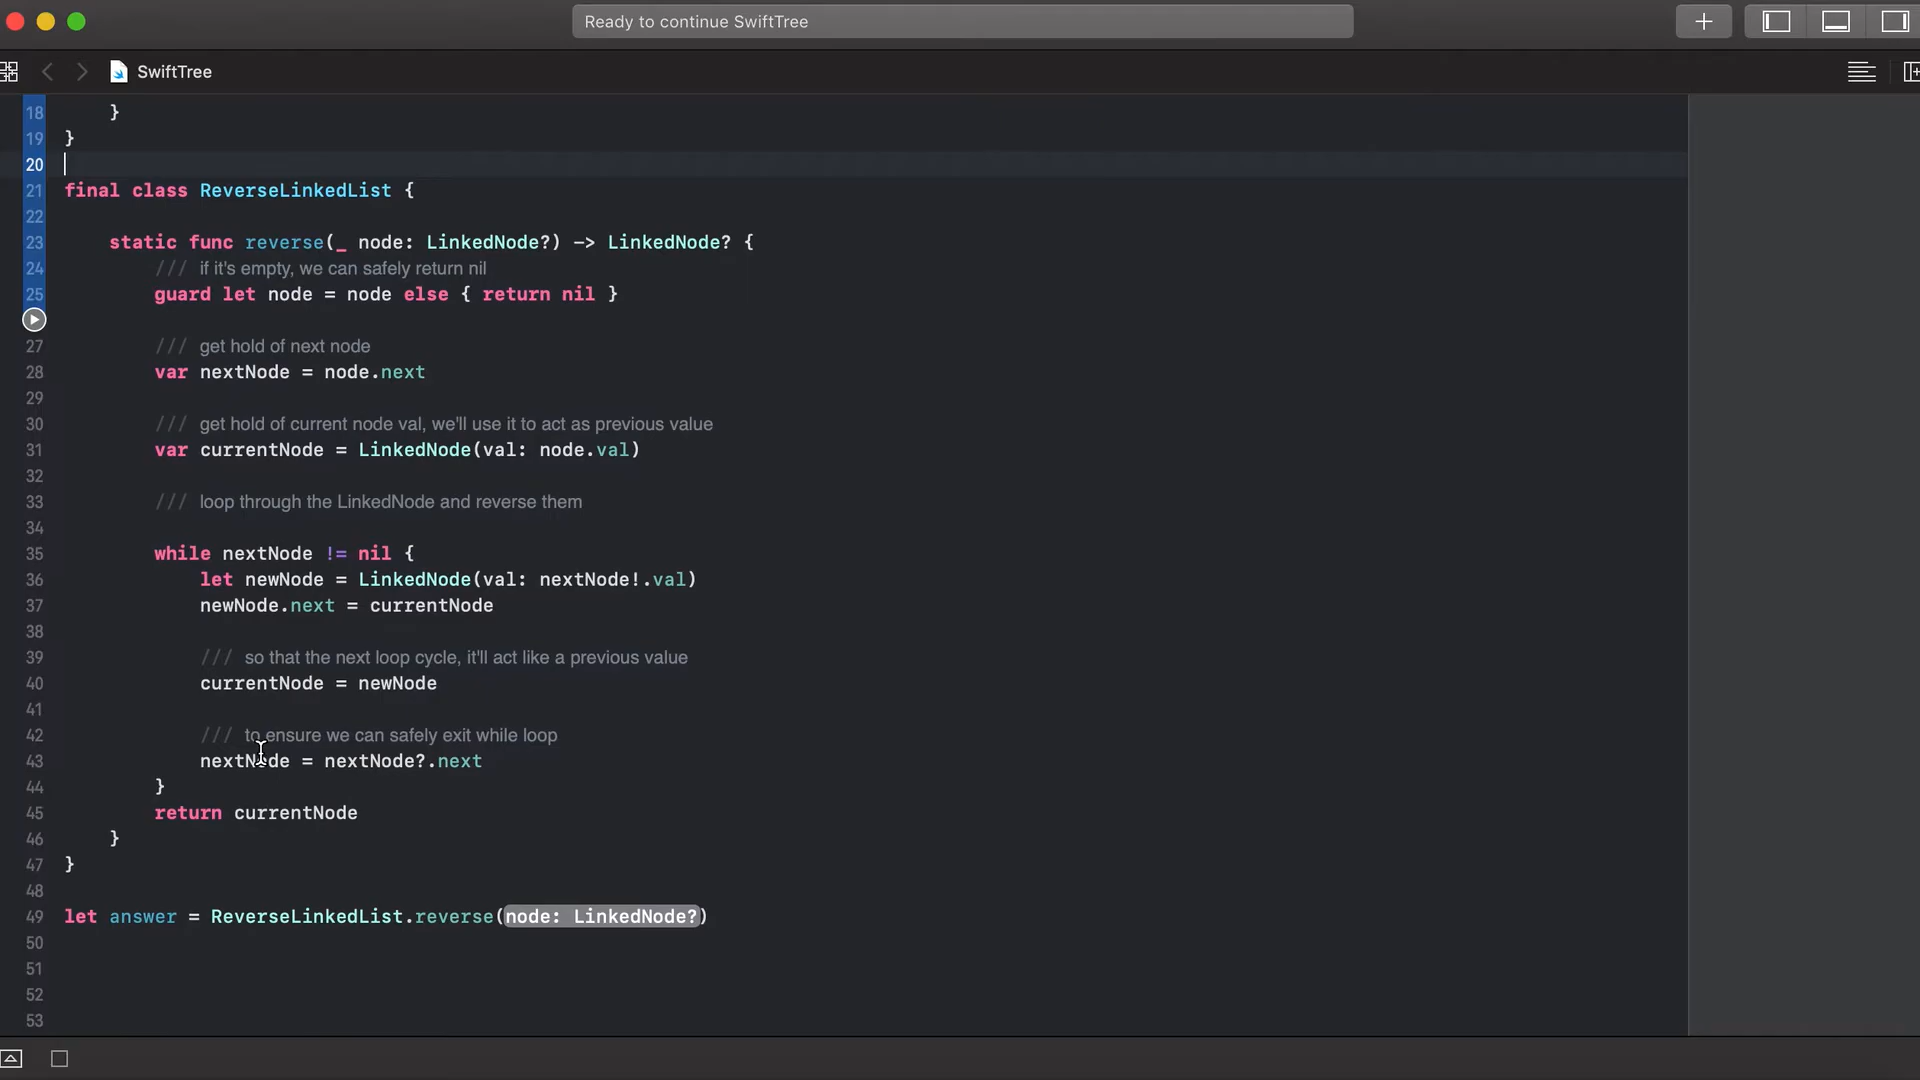 Ready to continue SwiftTree
SwiftTree
18 }
19 }
20
21 final class ReverseLinkedList {
22
23 static func reverse(_ node: LinkedNode?) -> LinkedNode? {
24 /// if it's empty, we can safely return nil
25 guard let node = node else { return nil }
27 /// get hold of next node
28 var nextNode = node.next
29
30 /// get hold of current node val, we'll use it to act as previous value
31 var currentNode = LinkedNode(val: node.val)
32
33 /// loop through the LinkedNode and reverse them
34
35 while nextNode != nil {
36 let newNode = LinkedNode(val: nextNode!.val)
37 newNode.next = currentNode
38
39 /// so that the next loop cycle, it'll act like a previous value
40 currentNode = newNode
41
42 /// to ensure we can safely exit while loop
43 nextNode = nextNode?.next
44 }
45 return currentNode
46 }
47 }
48
49 let answer = ReverseLinkedList.reverse(node: LinkedNode?)
50
51
52
53